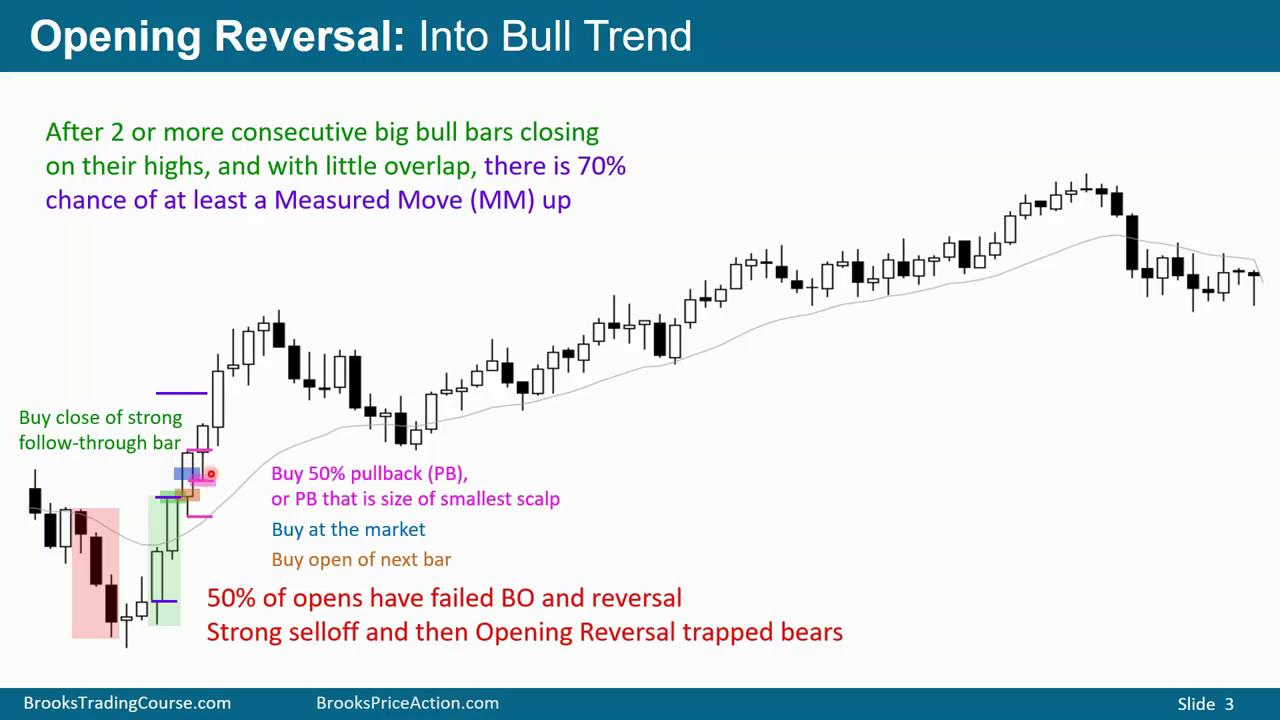 Opening Reversal: Into Bull Trend
After 2 or more consecutive big bull bars closing
on their highs, and with little overlap, there is 70%
chance of at least a Measured Move (MM) up
Buy close of strong
follow-through bar
Buy 50% pullback (PB),
or PB that is size of smallest scalp
Buy at the market
Buy open of next bar
50% of opens have failed BO and reversal
Strong selloff and then Opening Reversal trapped bears
BrooksTradingCourse.com
BrooksPriceAction.com
Slide 3